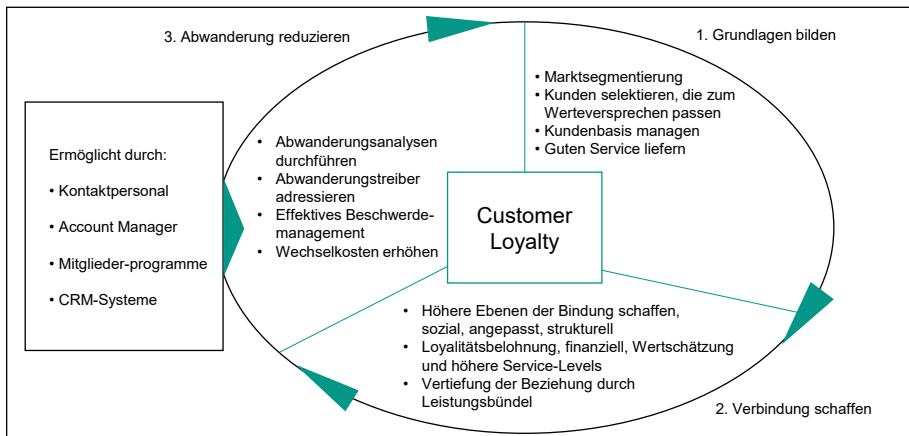 3. Abwanderung reduzieren
1. Grundlagen bilden
• Marktsegmentierung
• Kunden selektieren, die zum
Werteversprechen passen
• Kundenbasis managen
• Guten Service liefern
Ermöglicht durch:
• Kontaktpersonal
• Account Manager
• Mitglieder-programme
• CRM-Systeme
• Abwanderungsanalysen
durchführen
• Abwanderungstreiber
adressieren
• Effektives Beschwerde-
management
• Wechselkosten erhöhen
Customer
Loyalty
• Höhere Ebenen der Bindung schaffen,
sozial, angepasst, strukturell
• Loyalitätsbelohnung, finanziell, Wertschätzung
und höhere Service-Levels
• Vertiefung der Beziehung durch
Leistungsbündel
2. Verbindung schaffen